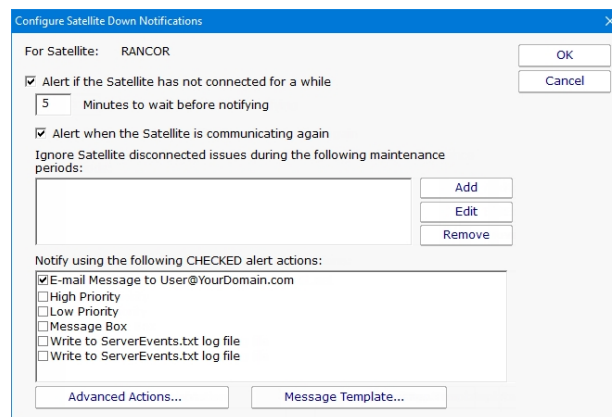 Configure Satellite Down Notifications
For Satellite: RANCOR
OK
Cancel
Alert if the Satellite has not connected for a while
5 Minutes to wait before notifying
Alert when the Satellite is communicating again
Ignore Satellite disconnected issues during the following maintenance
periods:
Add
Edit
Remove
Notify using the following CHECKED alert actions:
E-mail Message to User@YourDomain.com
High Priority
Low Priority
Message Box
Write to ServerEvents.txt log file
Write to ServerEvents.txt log file
Advanced Actions...
Message Template...